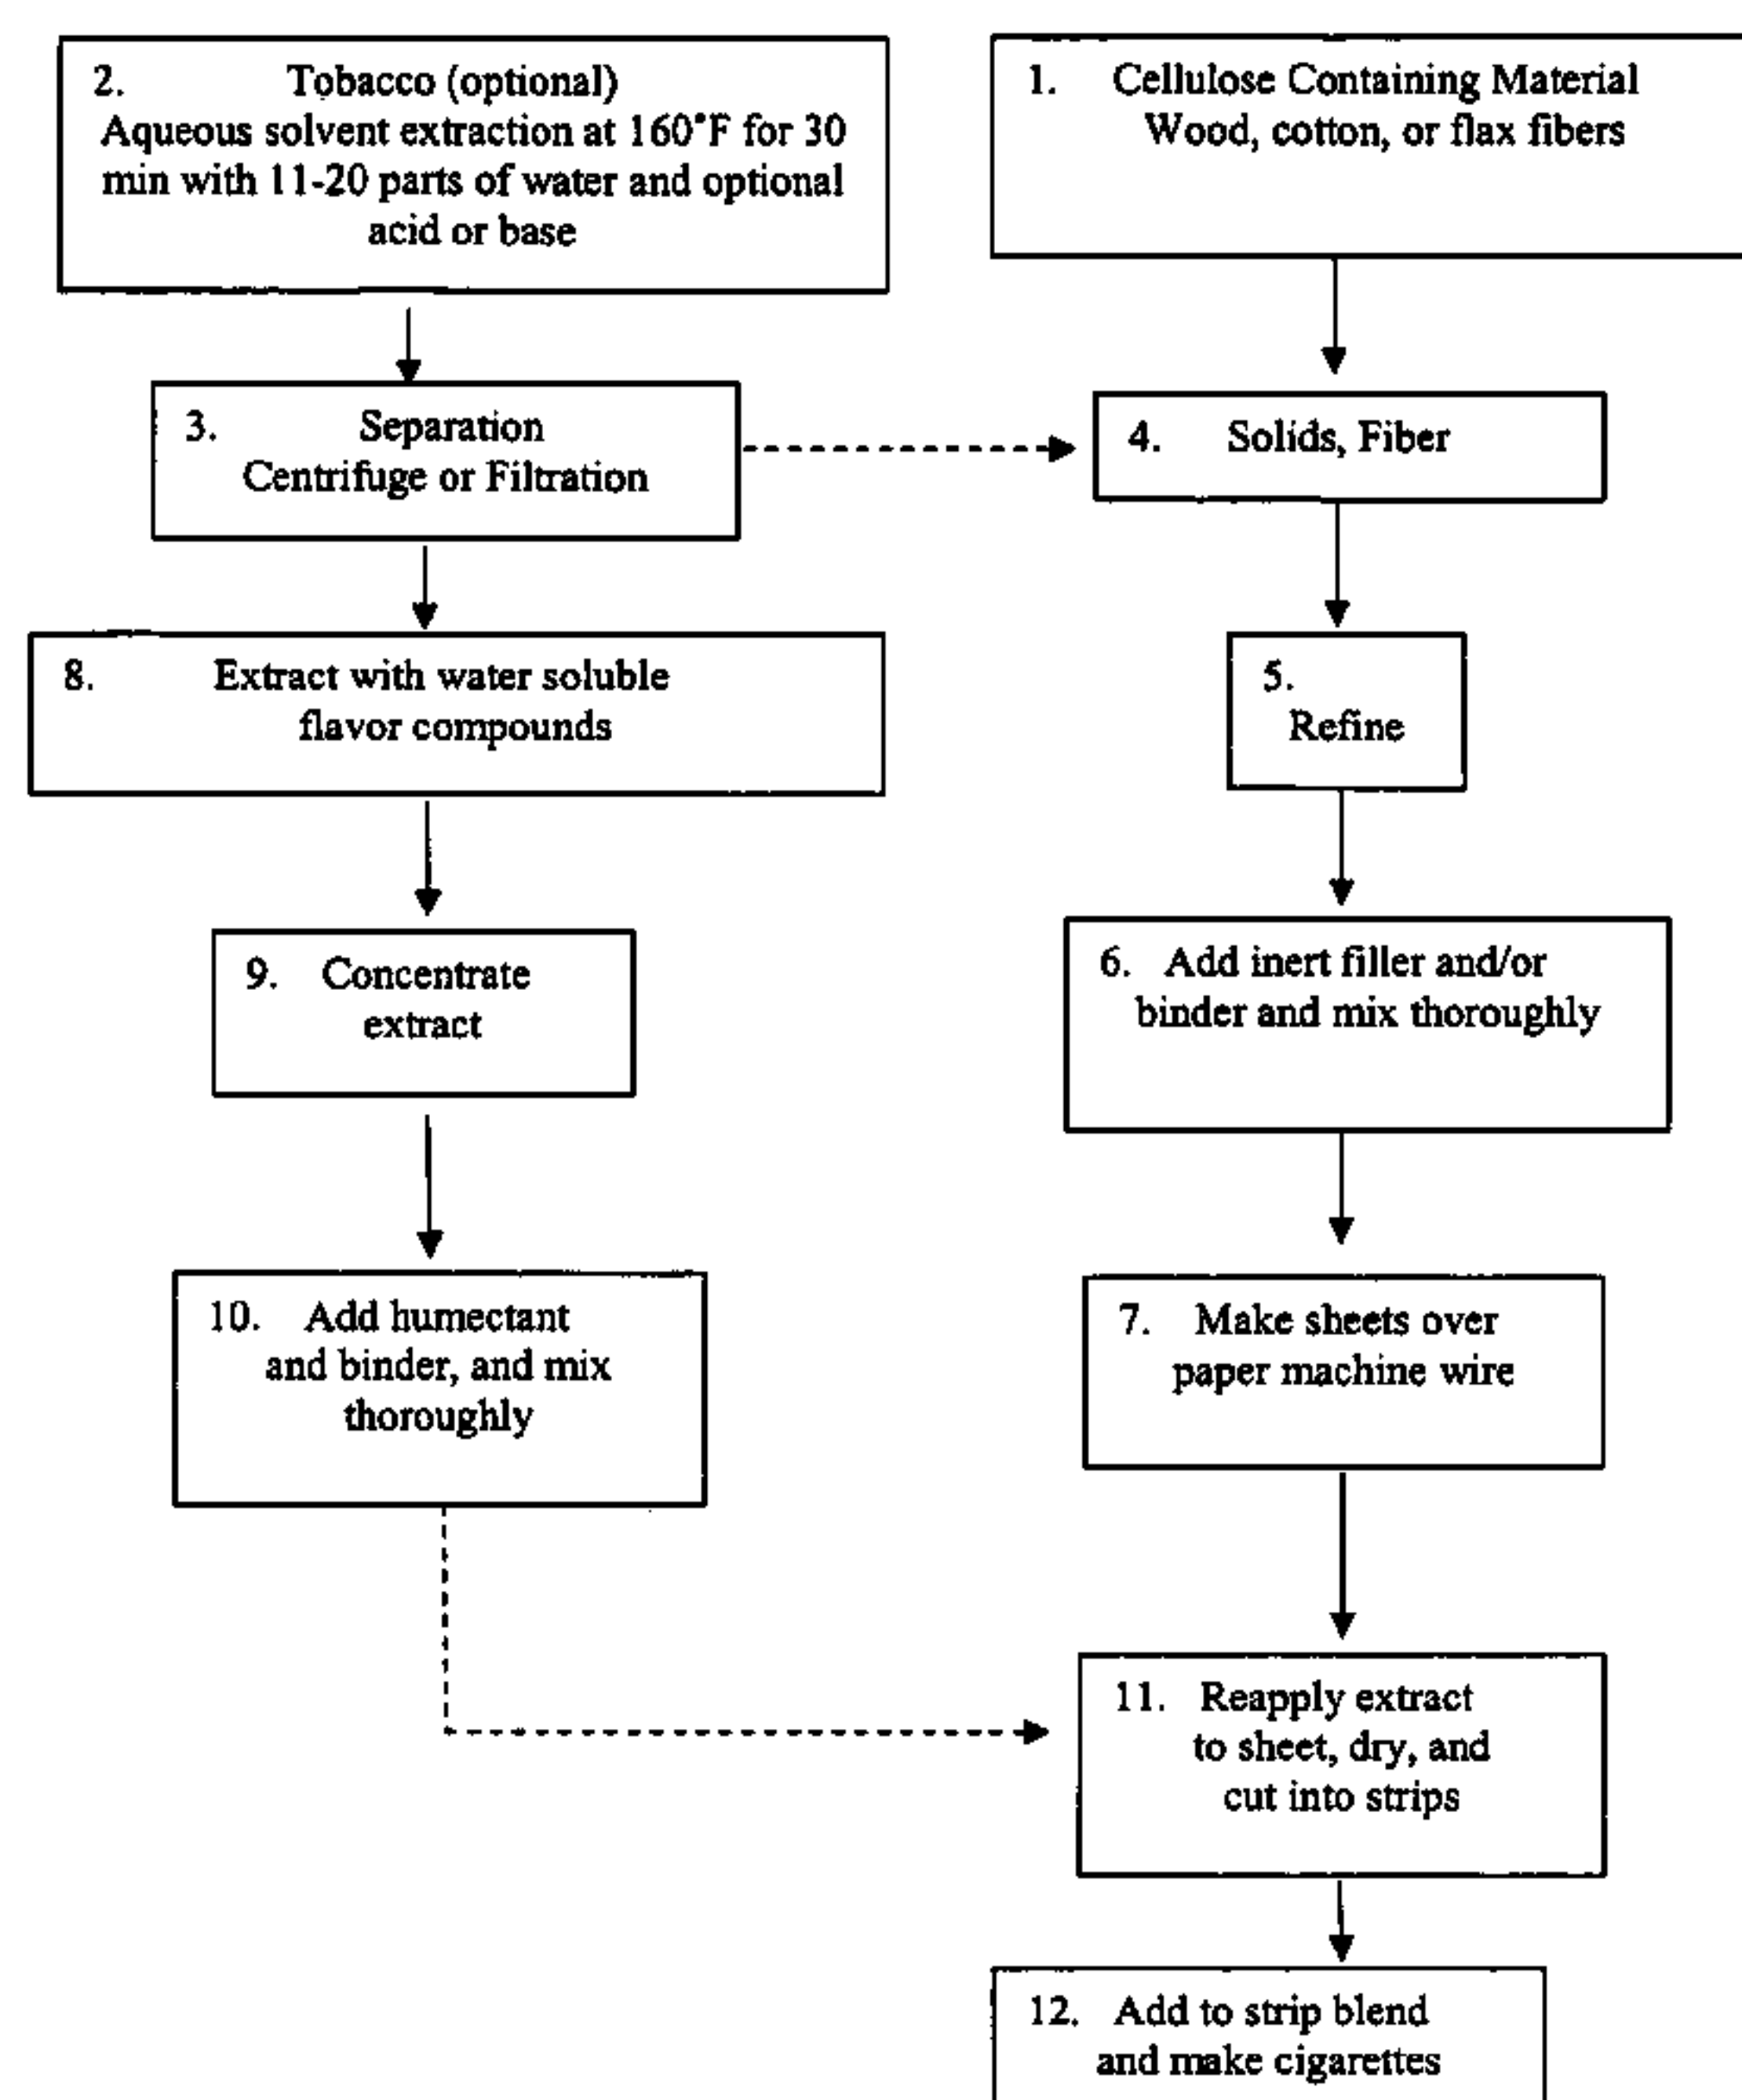 2. Tobacco (optional)
Aqueous solvent extraction at 160°F for 30
min with 11-20 parts of water and optional
acid or base
1. Cellulose Containing Material
Wood, cotton, or flax fibers
3. Separation
Centrifuge or Filtration
4. Solids, Fiber
8. Extract with water soluble
flavor compounds
5.
Refine
9. Concentrate
extract
6. Add inert filler and/or
binder and mix thoroughly
10. Add humectant
and binder, and mix
thoroughly
7. Make sheets over
paper machine wire
11. Reapply extract
to sheet, dry, and
cut into strips
12. Add to strip blend
and make cigarettes